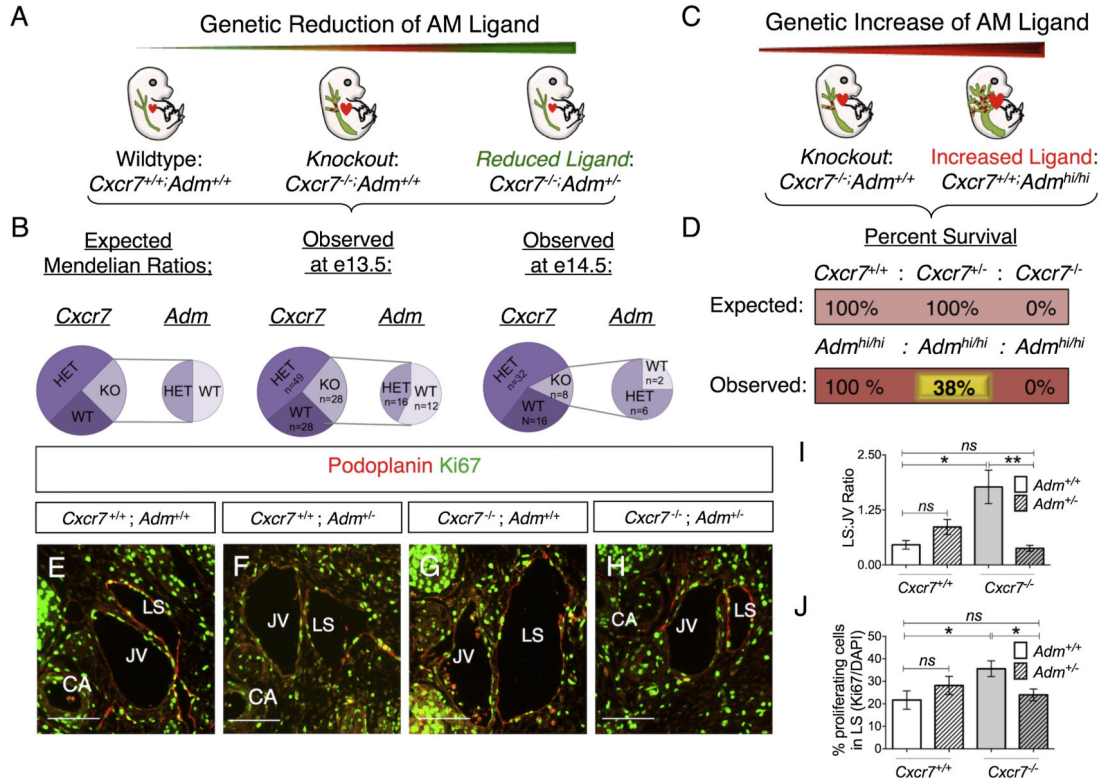 A
Genetic Reduction of AM Ligand
Wildtype:
Cxcr7+/+;Adm+/+
Knockout:
Cxcr7-/-;Adm+/+
Reduced Ligand:
Cxcr7-/-;Adm+/-
C
Genetic Increase of AM Ligand
Knockout:
Cxcr7-/-;Adm+/+
Increased Ligand:
Cxcr7+/+;Admhi/hi
B
Expected
Mendelian Ratios;
Cxcr7
Adm
HET
KO
WT
HET
WT
Observed
at e13.5:
Cxcr7
Adm
HET
n=49
KO
n=28
WT
n=28
HET
n=16
WT
n=12
Observed
at e14.5:
Cxcr7
Adm
HET
n=32
KO
n=8
WT
N=16
WT
n=2
HET
n=6
D
Percent Survival
Cxcr7+/+ : Cxcr7+/- : Cxcr7-/-
Expected: 100% 100% 0%
Admhi/hi : Admhi/hi : Admhi/hi
Observed: 100 % 38% 0%
Podoplanin Ki67
Cxcr7+/+ ; Adm+/+
Cxcr7+/+ ; Adm+/-
Cxcr7-/- ; Adm+/+
Cxcr7-/- ; Adm+/-
E
LS
JV
CA
F
JV
LS
CA
G
JV
LS
H
CA
JV
LS
I
LS:JV Ratio
2.50
1.25
0.00
ns
*
**
ns
Adm+/+
Adm+/-
Cxcr7+/+
Cxcr7-/-
J
% proliferating cells
in LS (Ki67/DAPI)
50
40
30
20
10
0
ns
*
*
ns
Adm+/+
Adm+/-
Cxcr7+/+
Cxcr7-/-